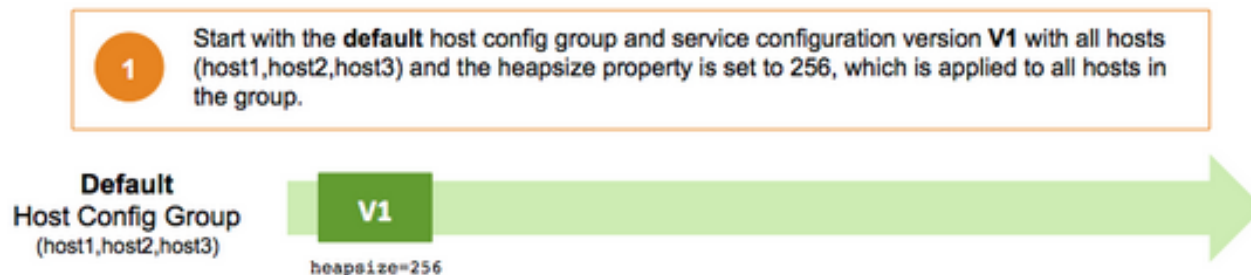 1
Start with the default host config group and service configuration version V1 with all hosts
(host1,host2,host3) and the heapsize property is set to 256, which is applied to all hosts in
the group.
Default
Host Config Group
(host1,host2,host3)
V1
heapsize=256